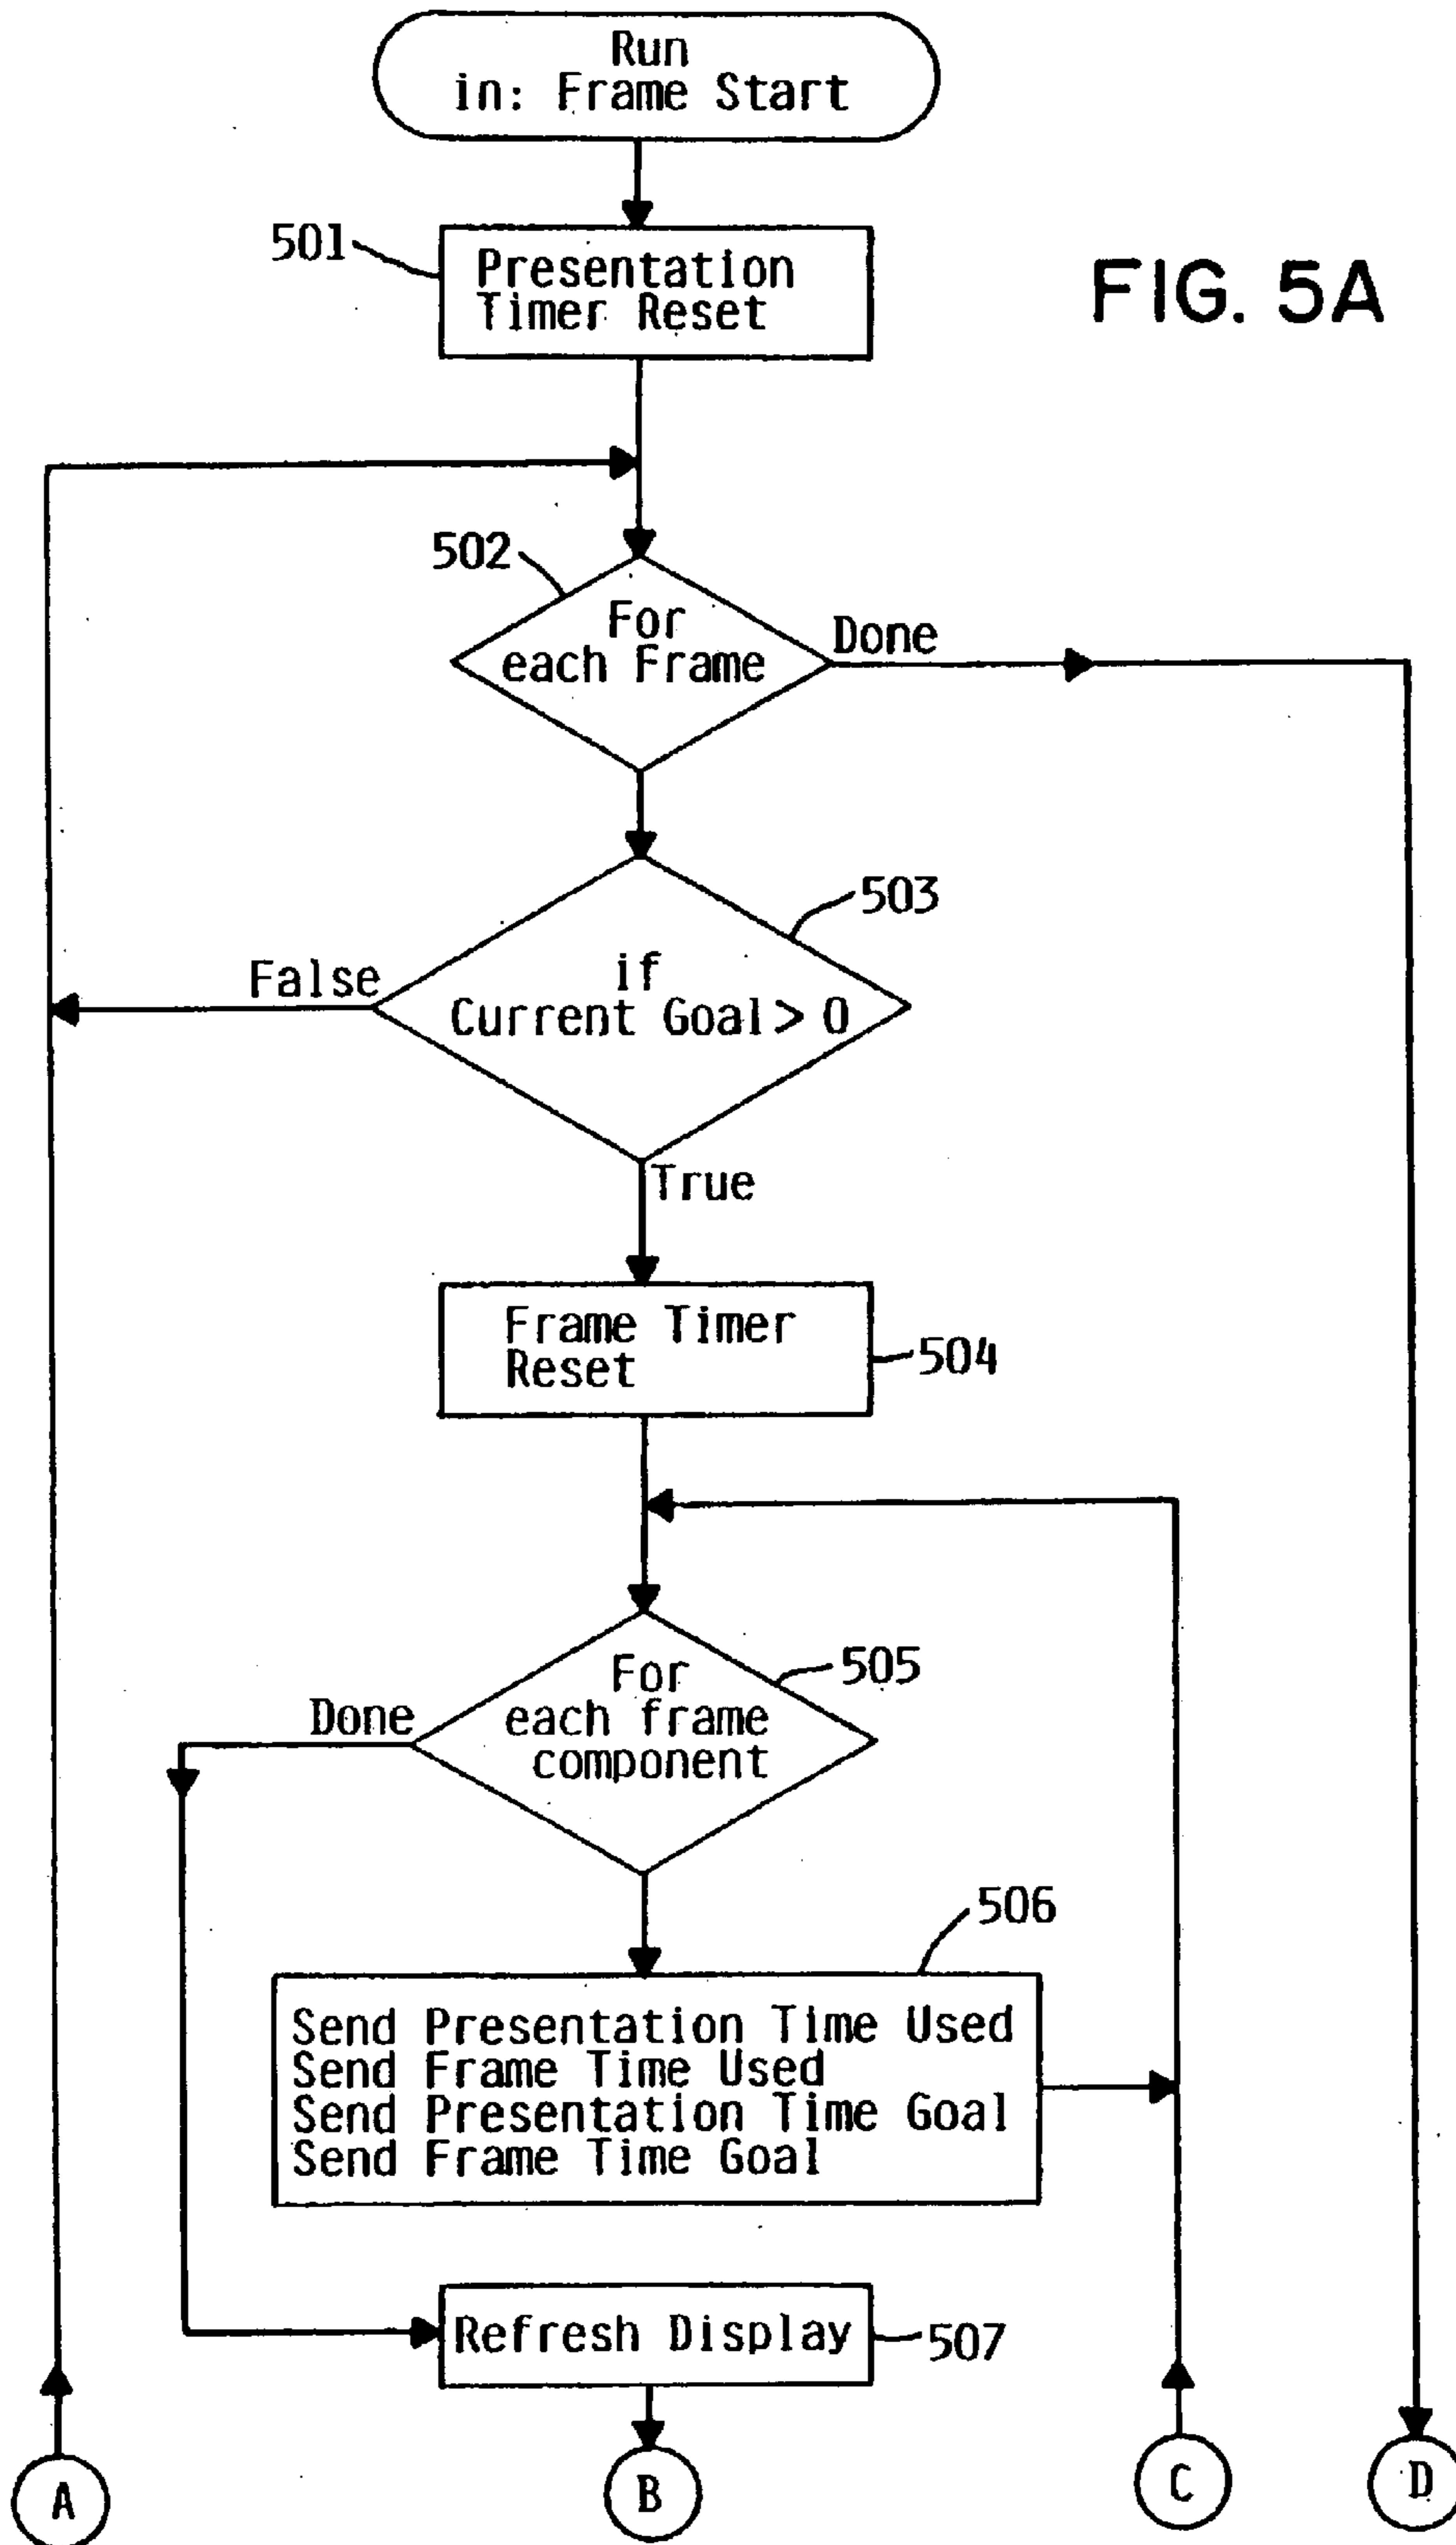 Run
in: Frame Start
501
Presentation
Timer Reset
FIG. 5A
502
For
each Frame
Done
503
False
if
Current Goal > 0
True
Frame Timer
Reset
504
505
For
each frame
component
Done
506
Send Presentation Time Used
Send Frame Time Used
Send Presentation Time Goal
Send Frame Time Goal
Refresh Display
507
A
B
C
D